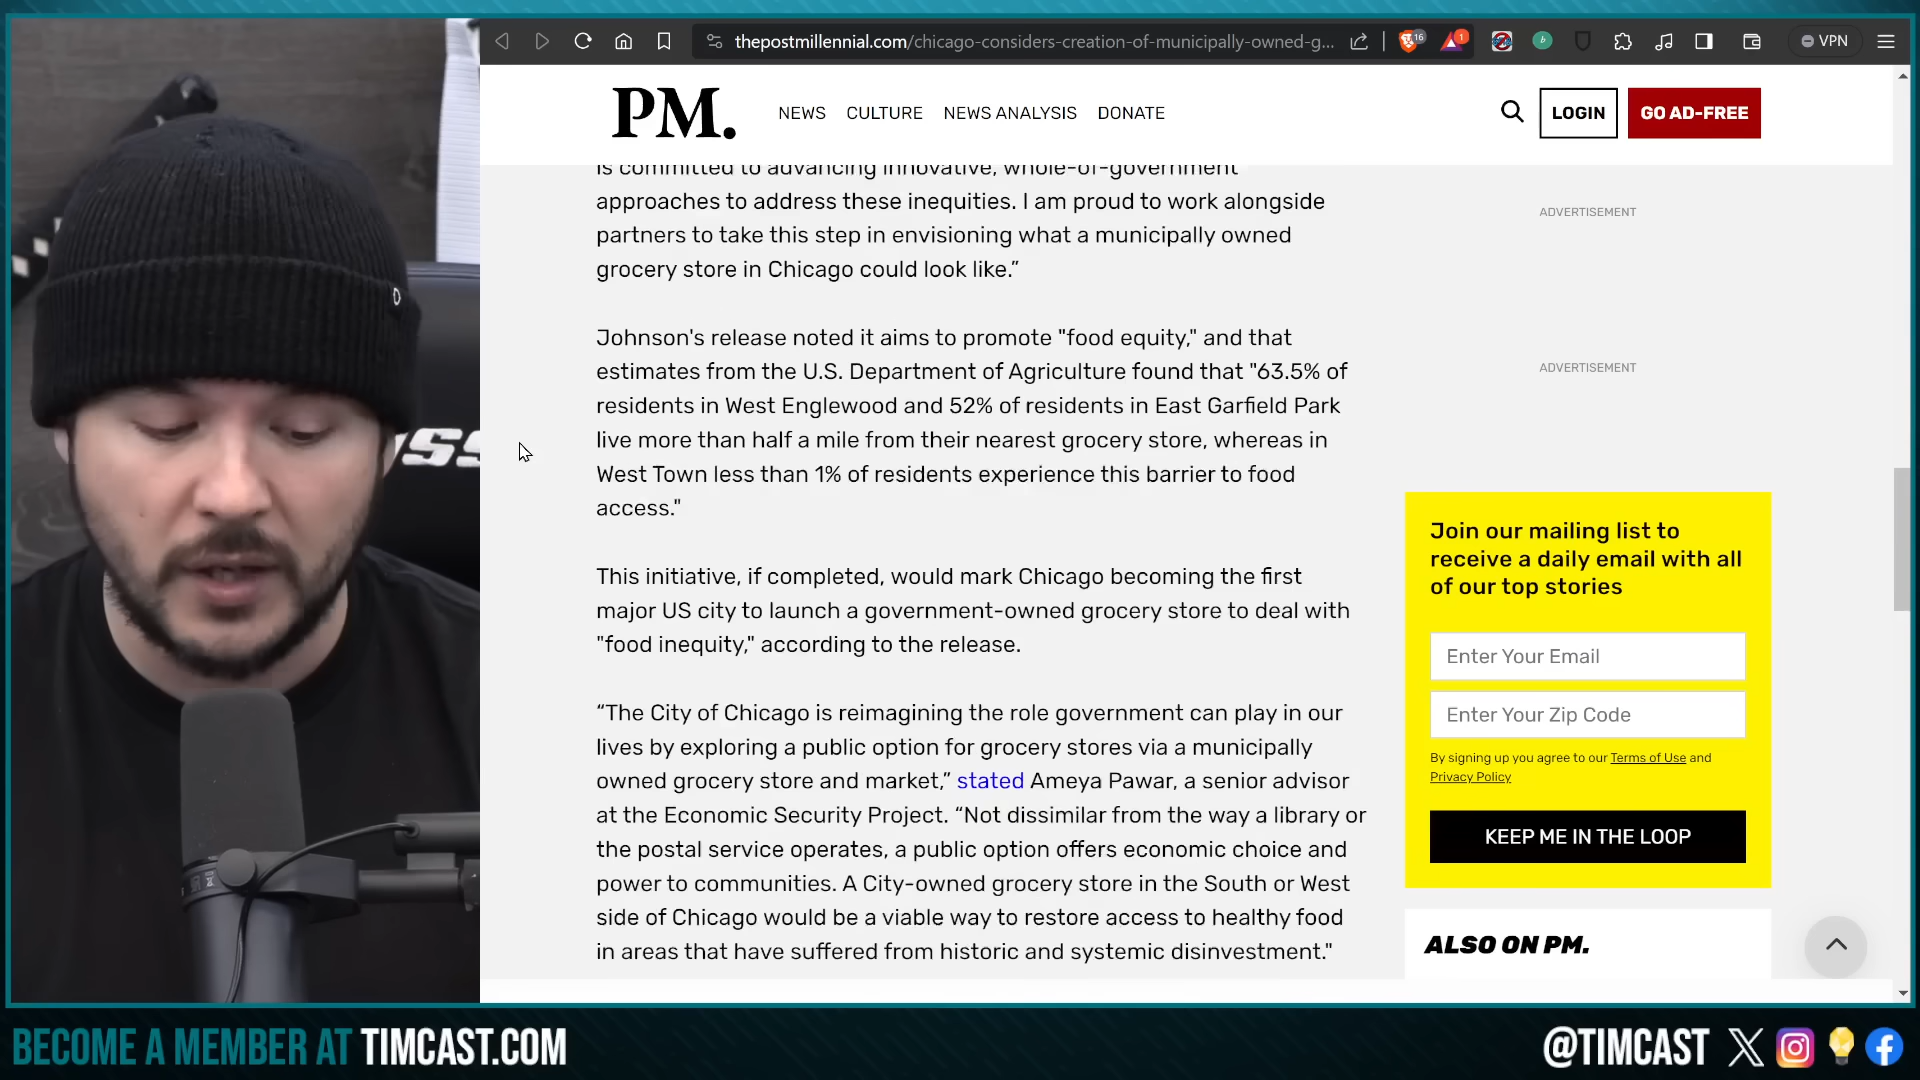 thepostmillennial.com/chicago-considers-creation-of-municipally-owned-g...
16
1
VPN
PM.
NEWS
CULTURE
NEWS ANALYSIS
DONATE
LOGIN
GO AD-FREE
is committed to advancing innovative, whole-of-government
approaches to address these inequities. I am proud to work alongside
partners to take this step in envisioning what a municipally owned
grocery store in Chicago could look like.”
Johnson's release noted it aims to promote "food equity," and that
estimates from the U.S. Department of Agriculture found that "63.5% of
residents in West Englewood and 52% of residents in East Garfield Park
live more than half a mile from their nearest grocery store, whereas in
West Town less than 1% of residents experience this barrier to food
access."
This initiative, if completed, would mark Chicago becoming the first
major US city to launch a government-owned grocery store to deal with
"food inequity," according to the release.
“The City of Chicago is reimagining the role government can play in our
lives by exploring a public option for grocery stores via a municipally
owned grocery store and market,” stated Ameya Pawar, a senior advisor
at the Economic Security Project. “Not dissimilar from the way a library or
the postal service operates, a public option offers economic choice and
power to communities. A City-owned grocery store in the South or West
side of Chicago would be a viable way to restore access to healthy food
in areas that have suffered from historic and systemic disinvestment."
ADVERTISEMENT
ADVERTISEMENT
Join our mailing list to
receive a daily email with all
of our top stories
Enter Your Email
Enter Your Zip Code
By signing up you agree to our Terms of Use and
Privacy Policy
KEEP ME IN THE LOOP
ALSO ON PM.
BECOME A MEMBER AT TIMCAST.COM
@TIMCAST